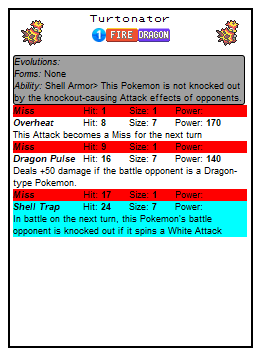 Turtonator
1 FIRE DRAGON
Evolutions:
Forms: None
Ability: Shell Armor> This Pokemon is not knocked out
by the knockout-causing Attack effects of opponents.
Miss Hit: 1 Size: 1 Power:
Overheat Hit: 8 Size: 7 Power: 170
This Attack becomes a Miss for the next turn
Miss Hit: 9 Size: 1 Power:
Dragon Pulse Hit: 16 Size: 7 Power: 140
Deals +50 damage if the battle opponent is a Dragon-
type Pokemon.
Miss Hit: 17 Size: 1 Power:
Shell Trap Hit: 24 Size: 7 Power:
In battle on the next turn, this Pokemon's battle
opponent is knocked out if it spins a White Attack